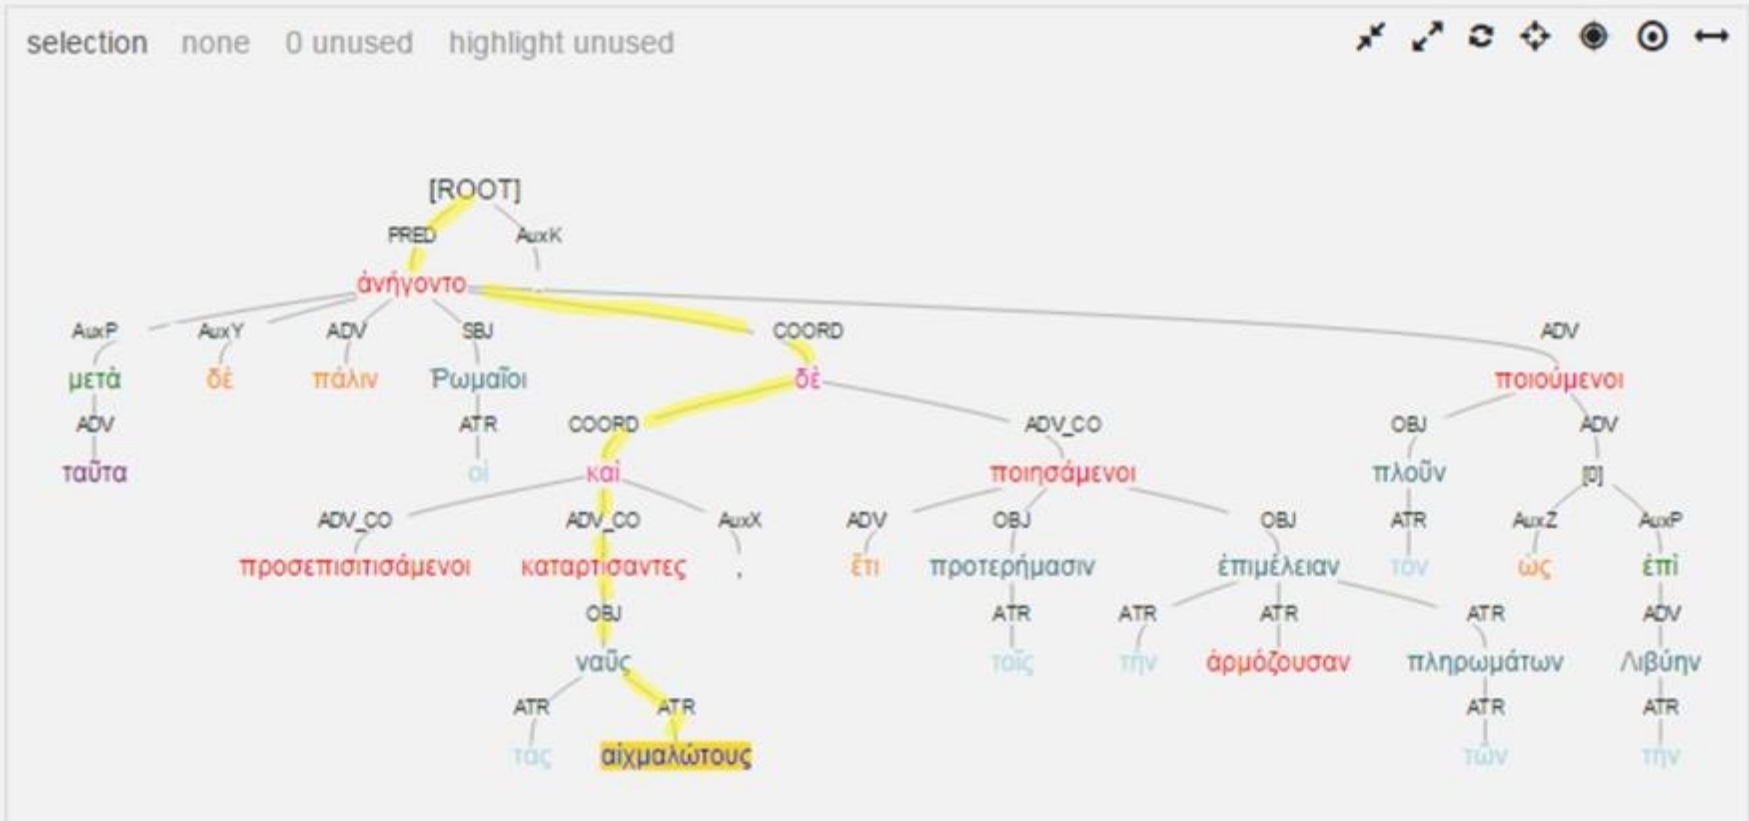 selection none 0 unused highlight unused
[ROOT]
PRED AuxK
ἀνήγοντο .
AuxP AuxY ADV SBJ COORD ADV
μετὰ δὲ πάλιν Ῥωμαῖοι δὲ ποιούμενοι
ADV ATR COORD ADV_CO OBJ ADV
ταῦτα οἱ καὶ ποιησάμενοι πλοῦν [0]
ADV_CO ADV_CO AuxX ADV OBJ OBJ ATR AuxZ AuxP
προσεπισιτισάμενοι καταρτίσαντες , ἔτι προτερήμασιν ἐπιμέλειαν τὸν ὡς ἐπὶ
OBJ ATR ATR ATR ATR ADV
ναῦς τοῖς τὴν ἁρμόζουσαν πληρωμάτων Λιβύην
ATR ATR ATR ATR
τὰς αἰχμαλώτους τῶν τὴν